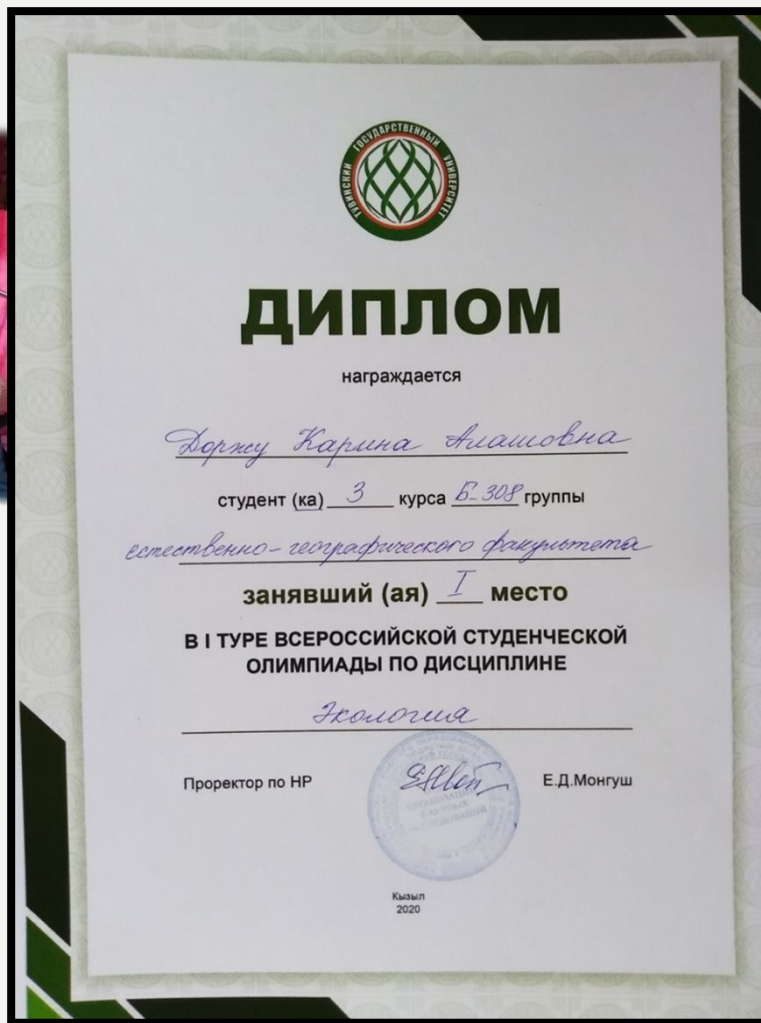 ТУВИНСКИЙ ГОСУДАРСТВЕННЫЙ УНИВЕРСИТЕТ
ДИПЛОМ
награждается
Доржу Карина Алашовна
студент (ка) 3 курса Б-308 группы
естественно-географического факультета
занявший (ая) I место
В I ТУРЕ ВСЕРОССИЙСКОЙ СТУДЕНЧЕСКОЙ
ОЛИМПИАДЫ ПО ДИСЦИПЛИНЕ
Экология
Проректор по НР Е.Д.Монгуш
Кызыл
2020